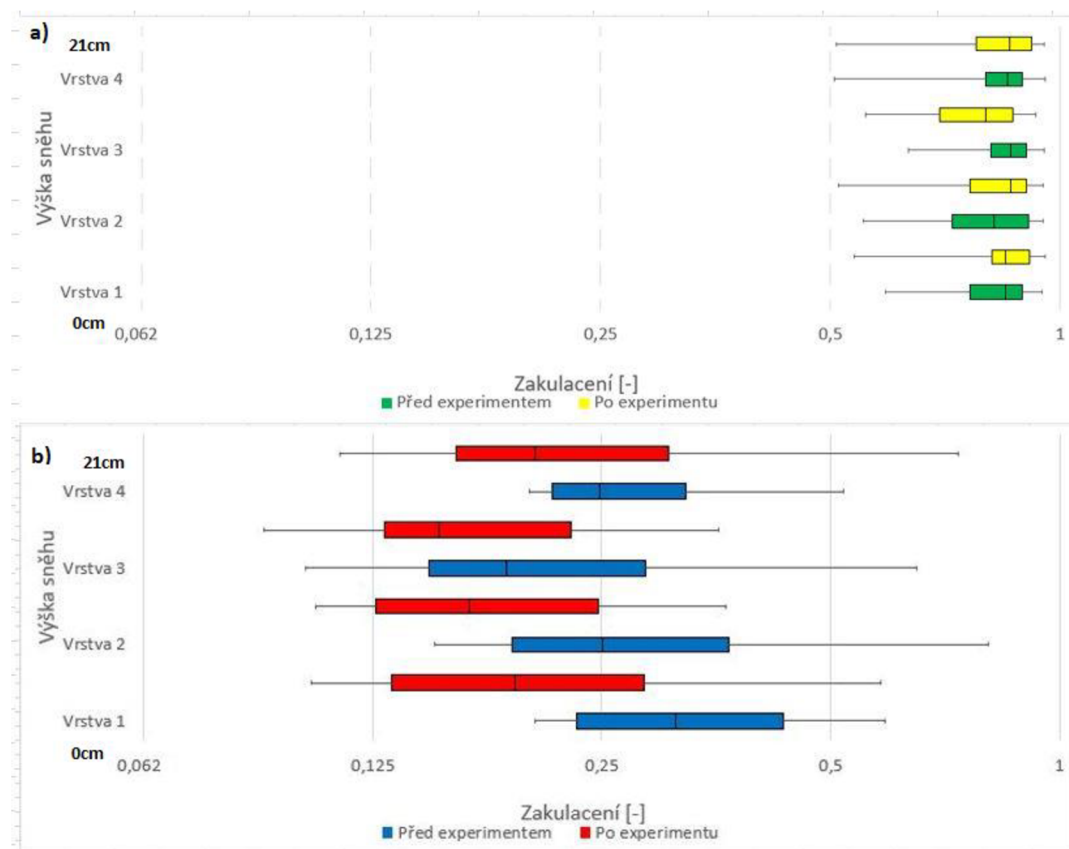 a)
21cm
Vrstva 4
Vrstva 3
Vrstva 2
Vrstva 1
0cm
Výška sněhu
0,062 0,125 0,25 0,5 1
Zakulacení [-]
Před experimentem Po experimentu
b)
21cm
Vrstva 4
Vrstva 3
Vrstva 2
Vrstva 1
0cm
Výška sněhu
0,062 0,125 0,25 0,5 1
Zakulacení [-]
Před experimentem Po experimentu